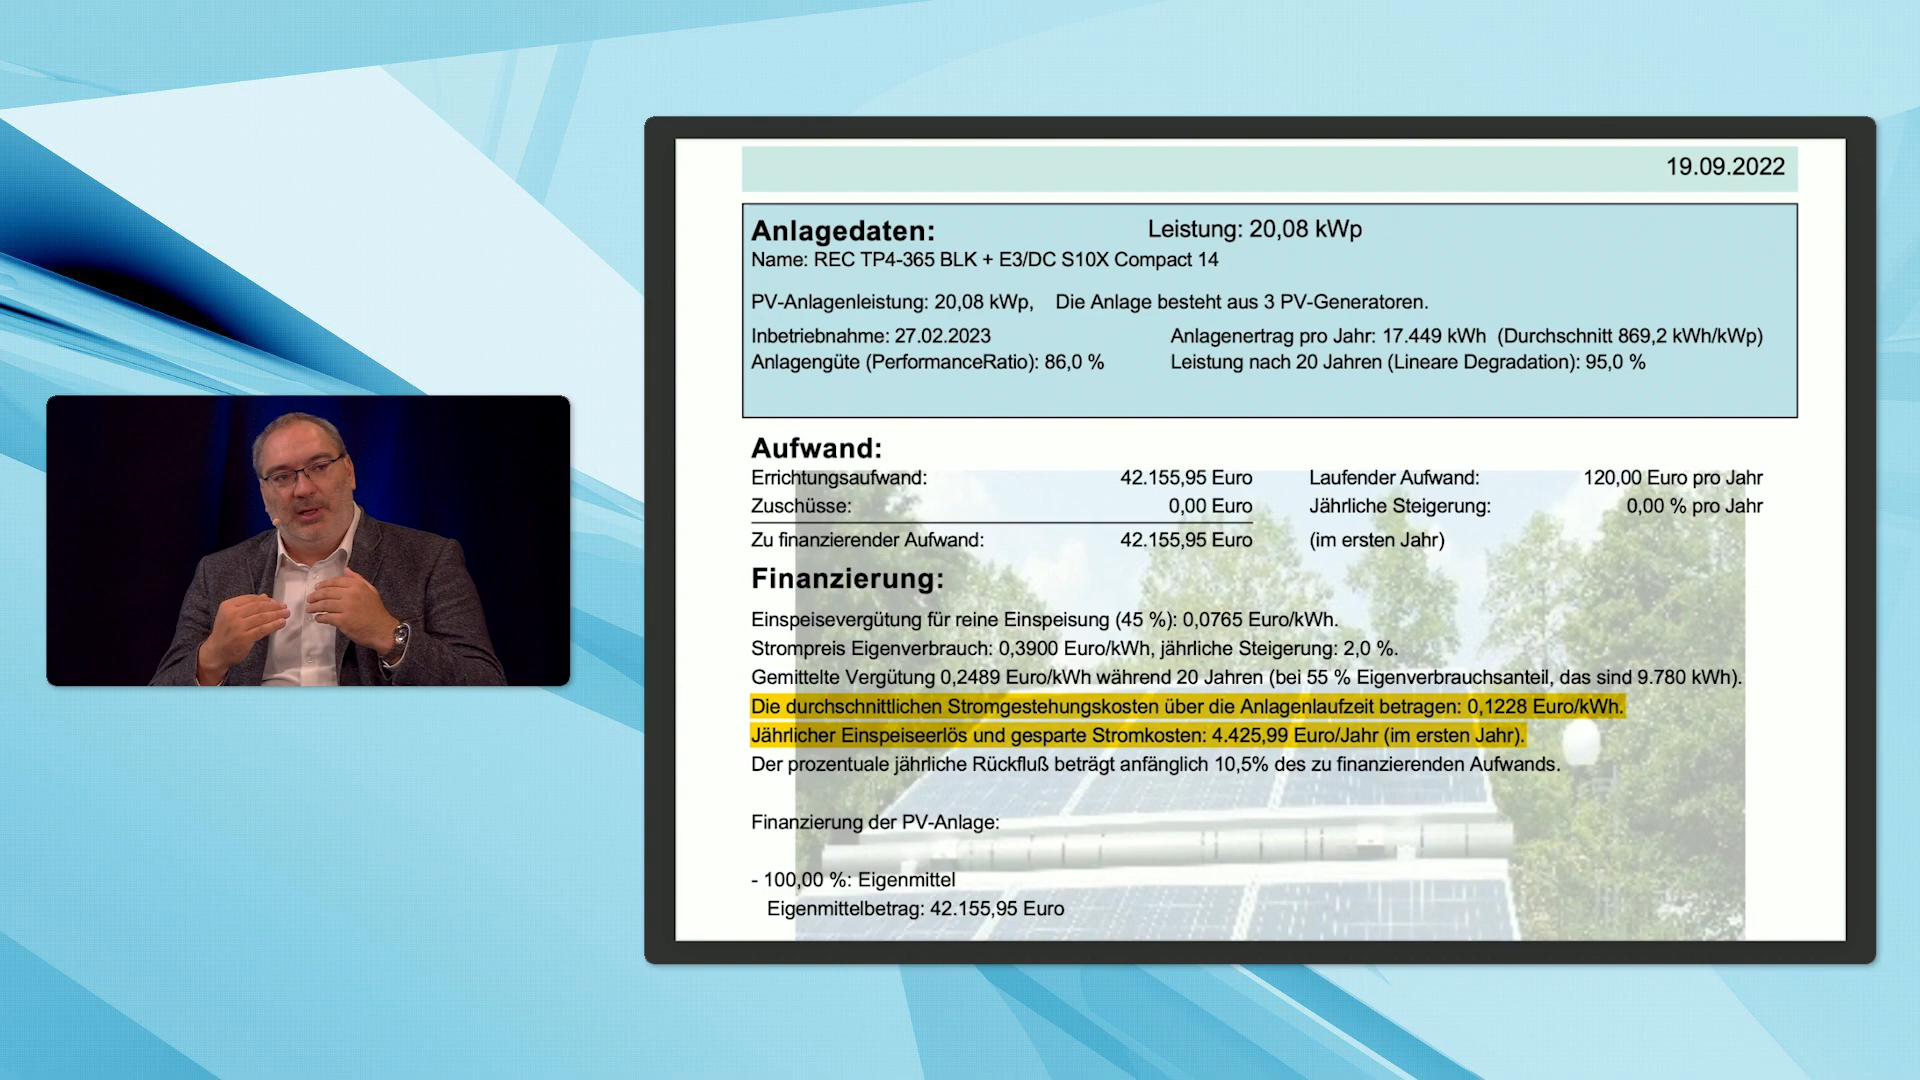 19.09.2022
Anlagedaten: Leistung: 20,08 kWp
Name: REC TP4-365 BLK + E3/DC S10X Compact 14
PV-Anlagenleistung: 20,08 kWp, Die Anlage besteht aus 3 PV-Generatoren.
Inbetriebnahme: 27.02.2023 Anlagenertrag pro Jahr: 17.449 kWh (Durchschnitt 869,2 kWh/kWp)
Anlagengüte (PerformanceRatio): 86,0 % Leistung nach 20 Jahren (Lineare Degradation): 95,0 %
Aufwand:
Errichtungsaufwand: 42.155,95 Euro Laufender Aufwand: 120,00 Euro pro Jahr
Zuschüsse: 0,00 Euro Jährliche Steigerung: 0,00 % pro Jahr
Zu finanzierender Aufwand: 42.155,95 Euro (im ersten Jahr)
Finanzierung:
Einspeisevergütung für reine Einspeisung (45 %): 0,0765 Euro/kWh.
Strompreis Eigenverbrauch: 0,3900 Euro/kWh, jährliche Steigerung: 2,0 %.
Gemittelte Vergütung 0,2489 Euro/kWh während 20 Jahren (bei 55 % Eigenverbrauchsanteil, das sind 9.780 kWh).
Die durchschnittlichen Stromgestehungskosten über die Anlagenlaufzeit betragen: 0,1228 Euro/kWh.
Jährlicher Einspeiseerlös und gesparte Stromkosten: 4.425,99 Euro/Jahr (im ersten Jahr).
Der prozentuale jährliche Rückfluß beträgt anfänglich 10,5% des zu finanzierenden Aufwands.
Finanzierung der PV-Anlage:
- 100,00 %: Eigenmittel
Eigenmittelbetrag: 42.155,95 Euro